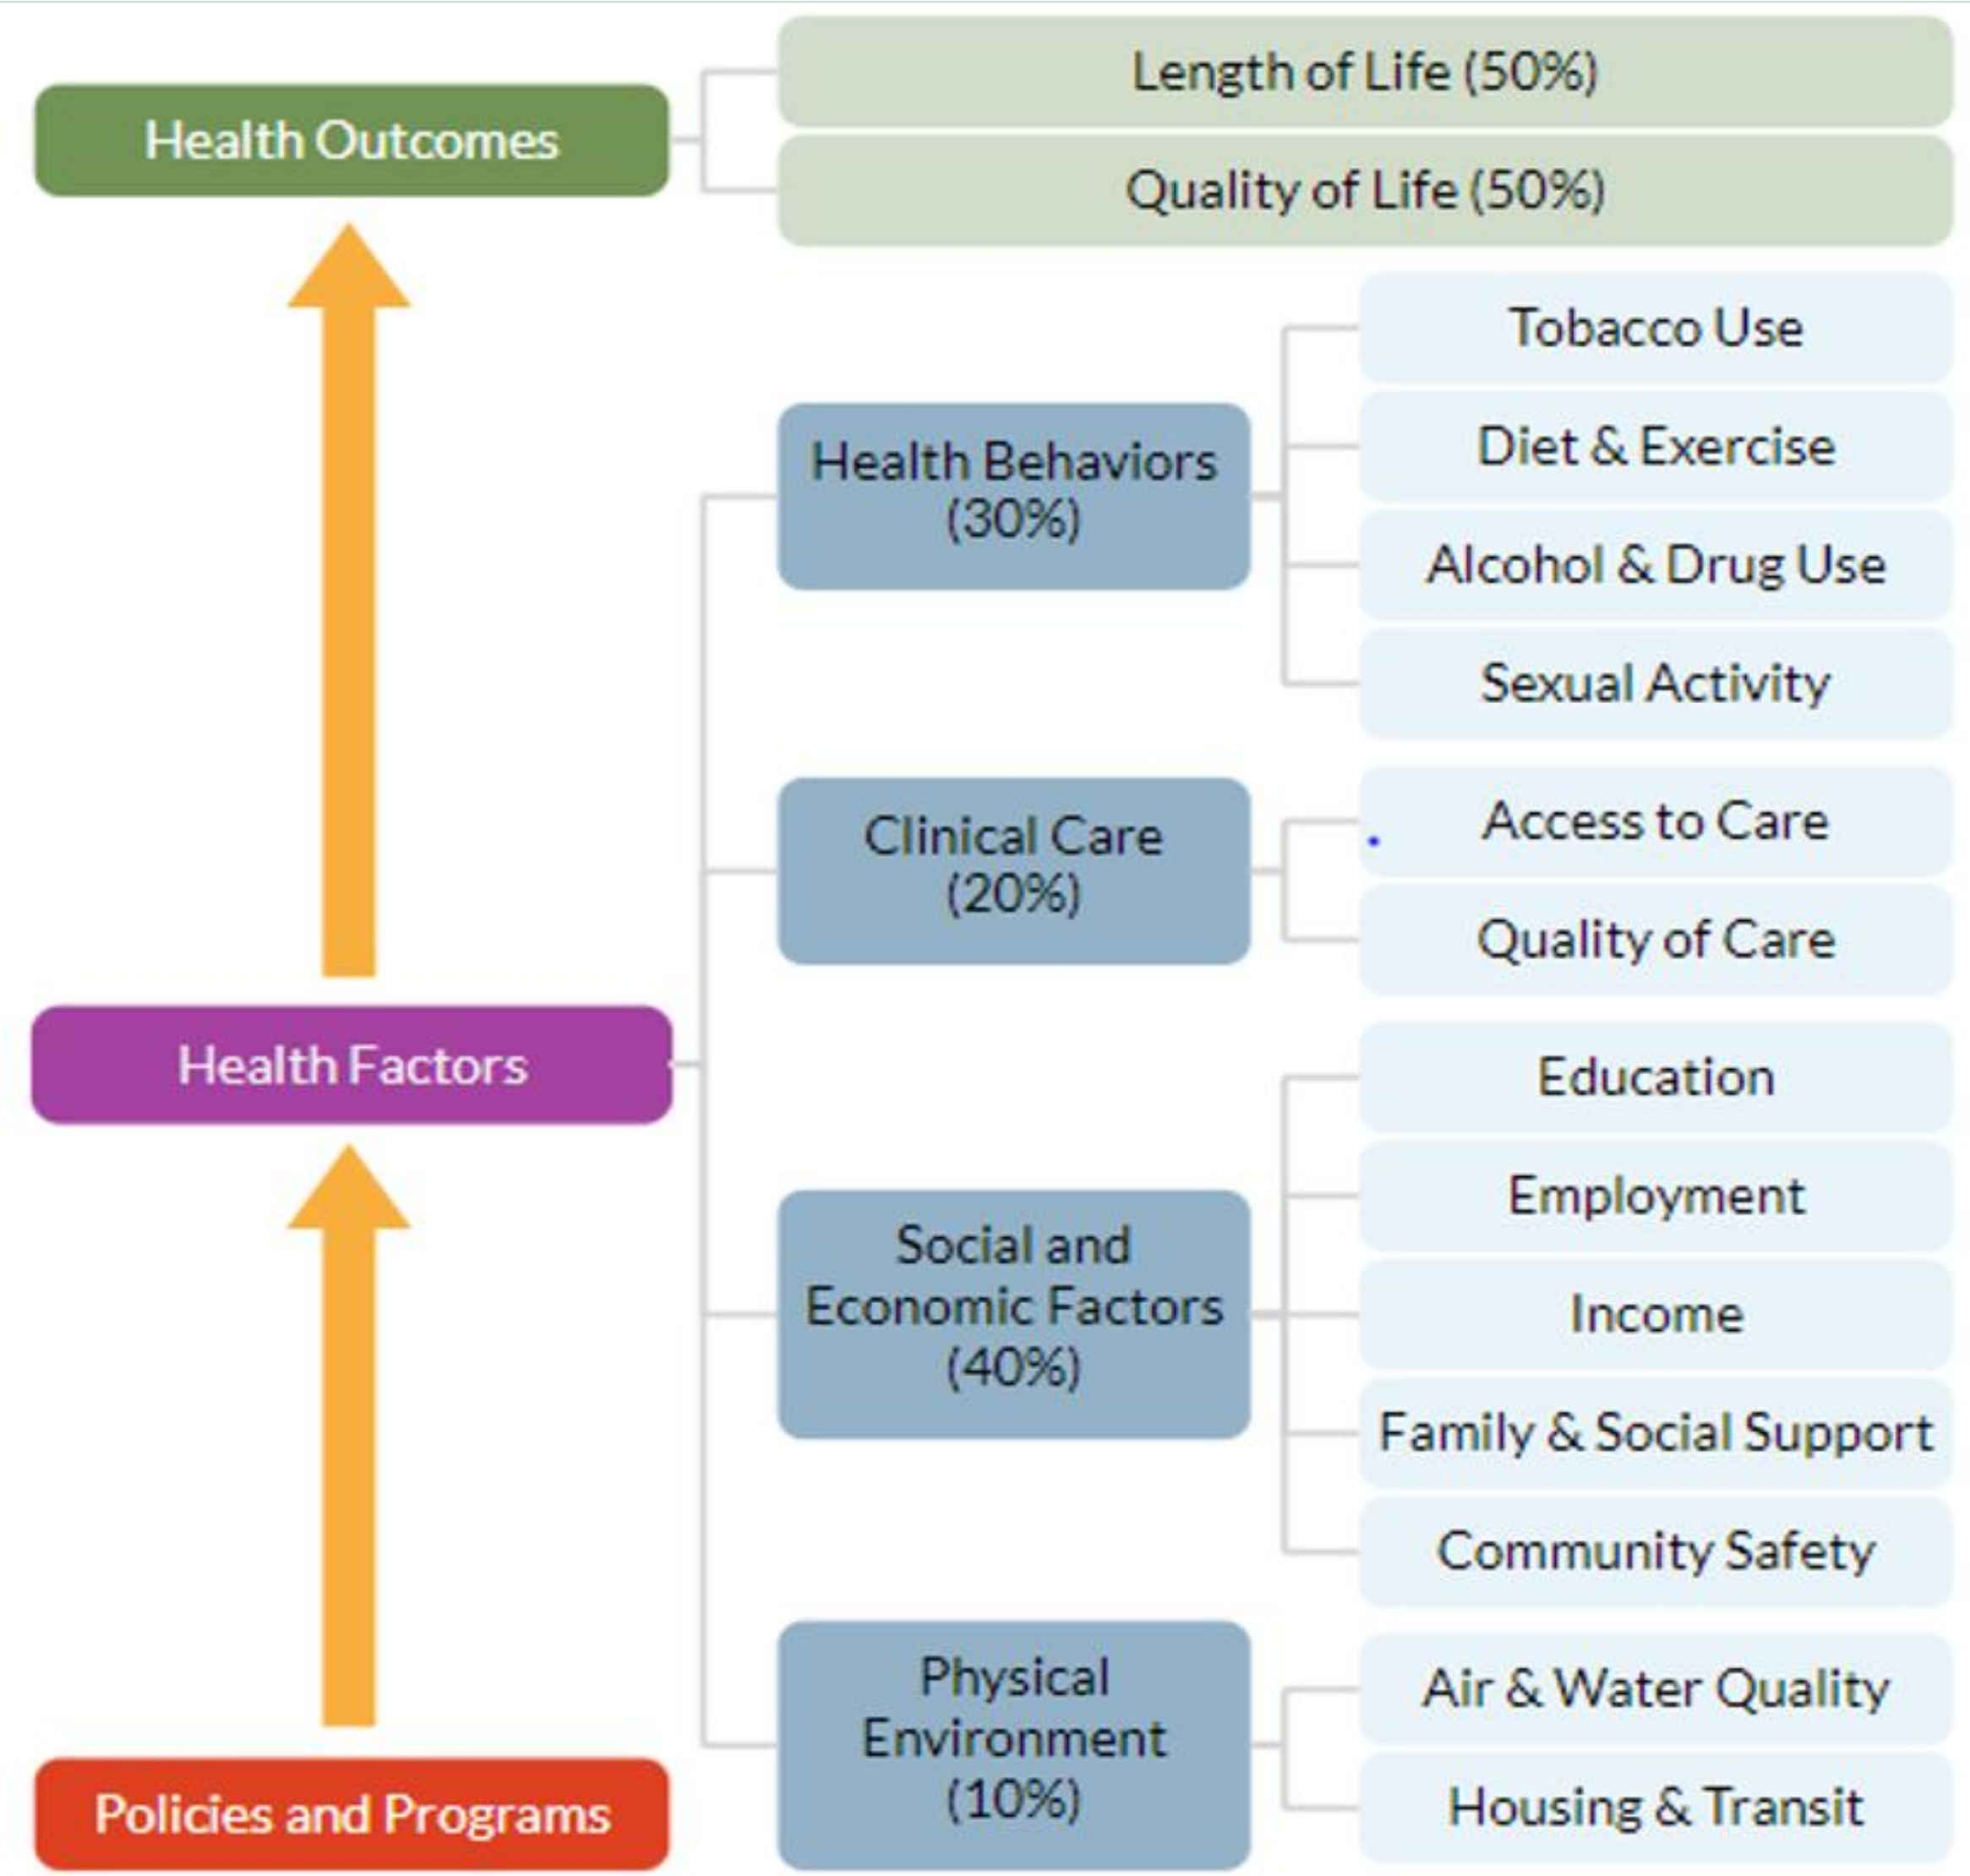 Health Outcomes
Length of Life (50%)
Quality of Life (50%)
Health Factors
Health Behaviors
(30%)
Tobacco Use
Diet & Exercise
Alcohol & Drug Use
Sexual Activity
Clinical Care
(20%)
Access to Care
Quality of Care
Social and
Economic Factors
(40%)
Education
Employment
Income
Family & Social Support
Community Safety
Physical
Environment
(10%)
Air & Water Quality
Housing & Transit
Policies and Programs